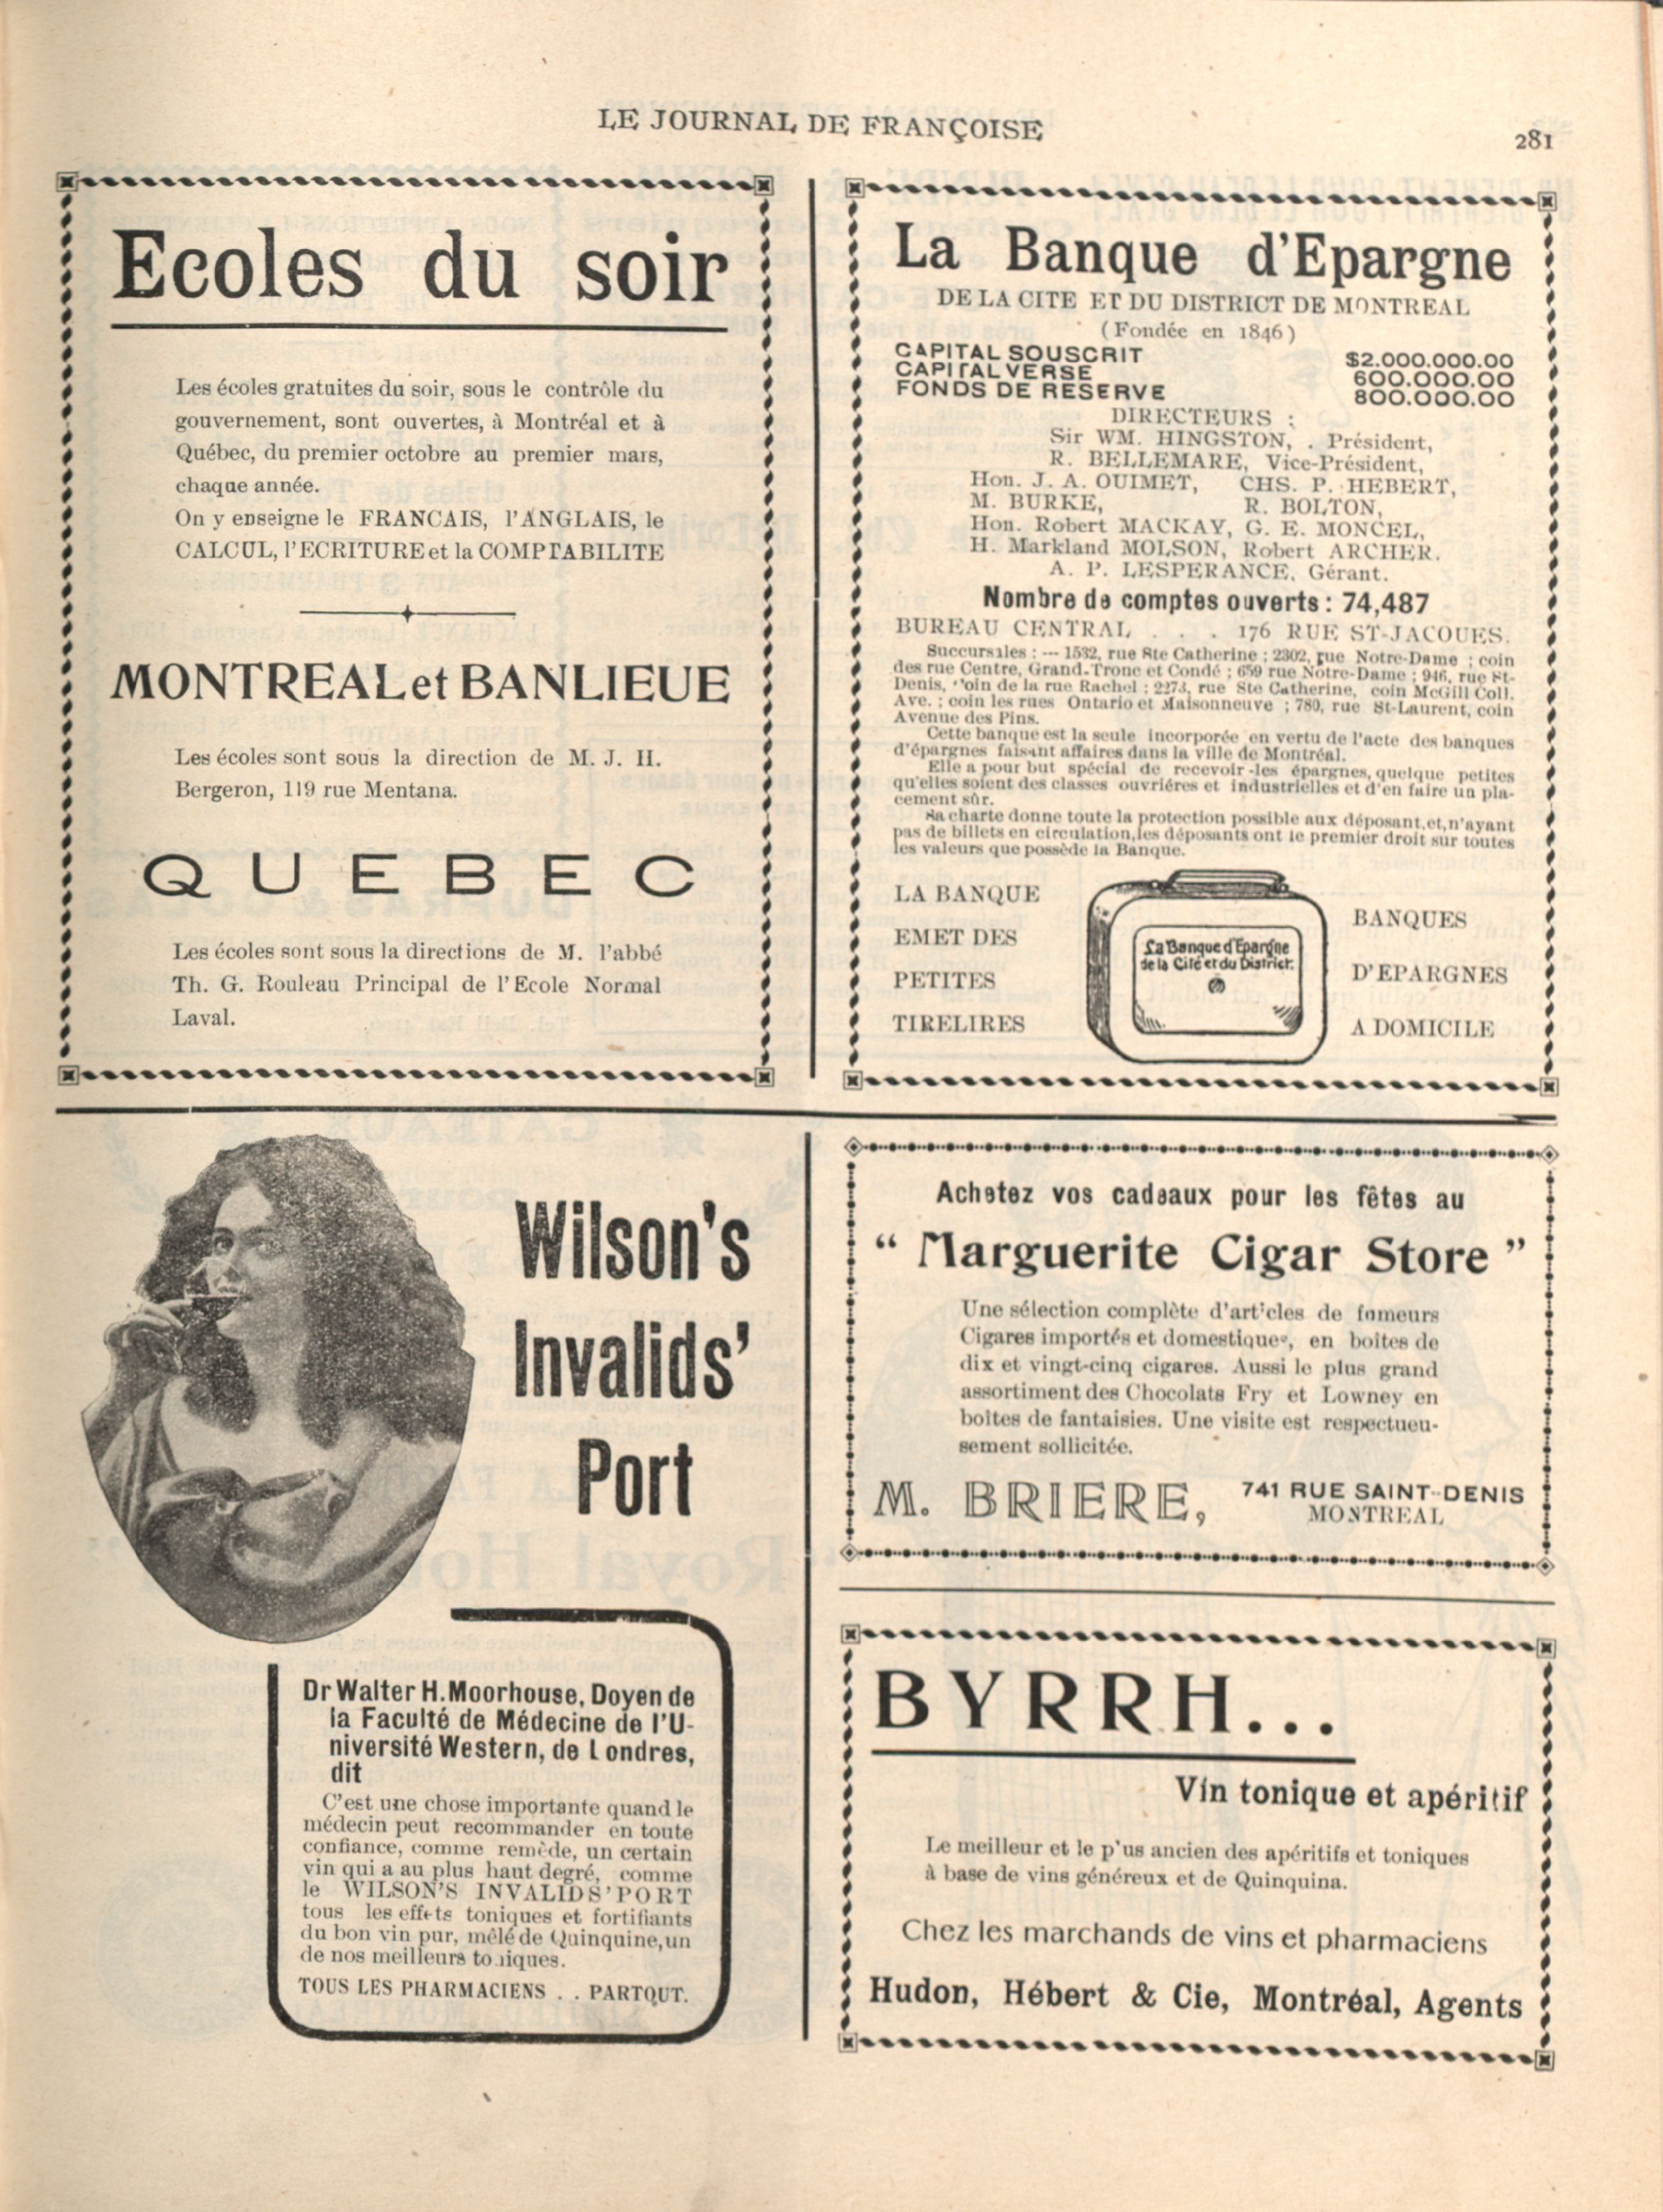 LE JOURNAL DE FRANÇOISE
281
Ecoles du soir
Les écoles gratuites du soir, sous le contrôle du
gouvernement, sont ouvertes, à Montréal et à
Québec, du premier octobre au premier mars,
chaque année.
On y enseigne le FRANCAIS, l'ANGLAIS, le
CALCUL, l'ECRITURE et la COMPTABILITE
MONTREAL et BANLIEUE
Les écoles sont sous la direction de M. J. H.
Bergeron, 119 rue Mentana.
QUEBEC
Les écoles sont sous la directions de M. l'abbé
Th. G. Rouleau Principal de l'Ecole Normal
Laval.
La Banque d'Epargne
DE LA CITE ET DU DISTRICT DE MONTREAL
(Fondée en 1846)
CAPITAL SOUSCRIT $2.000.000.00
CAPITAL VERSE 600.000.00
FONDS DE RESERVE 800.000.00
DIRECTEURS :
Sir WM. HINGSTON, . Président,
R. BELLEMARE, Vice-Président,
Hon. J. A. OUIMET, CHS. P. HEBERT,
M. BURKE, R. BOLTON,
Hon. Robert MACKAY, G. E. MONCEL,
H. Markland MOLSON, Robert ARCHER.
A. P. LESPERANCE, Gérant.
Nombre de comptes ouverts : 74,487
BUREAU CENTRAL . . . 176 RUE ST-JACQUES.
Succursales : --- 1532, rue Ste Catherine ; 2302, rue Notre-Dame ; coin
des rue Centre, Grand-Tronc et Condé ; 659 rue Notre-Dame ; 946, rue St-
Denis, coin de la rue Rachel ; 2273, rue Ste Catherine, coin McGill Coll.
Ave. ; coin les rues Ontario et Maisonneuve ; 780, rue St-Laurent, coin
Avenue des Pins.
Cette banque est la seule incorporée en vertu de l'acte des banques
d'épargnes faisant affaires dans la ville de Montréal.
Elle a pour but spécial de recevoir-les épargnes, quelque petites
qu'elles soient des classes ouvrières et industrielles et d'en faire un pla-
cement sûr.
Sa charte donne toute la protection possible aux déposant,et,n'ayant
pas de billets en circulation,les déposants ont le premier droit sur toutes
les valeurs que possède la Banque.
LA BANQUE
EMET DES
PETITES
TIRELIRES
La Banque d'Epargne
de la Cité et du District.
BANQUES
D'EPARGNES
A DOMICILE
Wilson's
Invalids'
Port
Dr Walter H. Moorhouse, Doyen de
la Faculté de Médecine de l'U-
niversité Western, de Londres,
dit
C'est une chose importante quand le
médecin peut recommander en toute
confiance, comme remède, un certain
vin qui a au plus haut degré, comme
le WILSON'S INVALIDS' PORT
tous les effets toniques et fortifiants
du bon vin pur, mêlé de Quinquine,un
de nos meilleurs toniques.
TOUS LES PHARMACIENS . . PARTOUT.
Achetez vos cadeaux pour les fêtes au
“ Marguerite Cigar Store ”
Une sélection complète d'articles de fumeurs
Cigares importés et domestiques, en boîtes de
dix et vingt-cinq cigares. Aussi le plus grand
assortiment des Chocolats Fry et Lowney en
boîtes de fantaisies. Une visite est respectueu-
sement sollicitée.
M. BRIERE, 741 RUE SAINT-DENIS
MONTREAL
BYRRH...
Vin tonique et apéritif
Le meilleur et le plus ancien des apéritifs et toniques
à base de vins généreux et de Quinquina.
Chez les marchands de vins et pharmaciens
Hudon, Hébert & Cie, Montréal, Agents